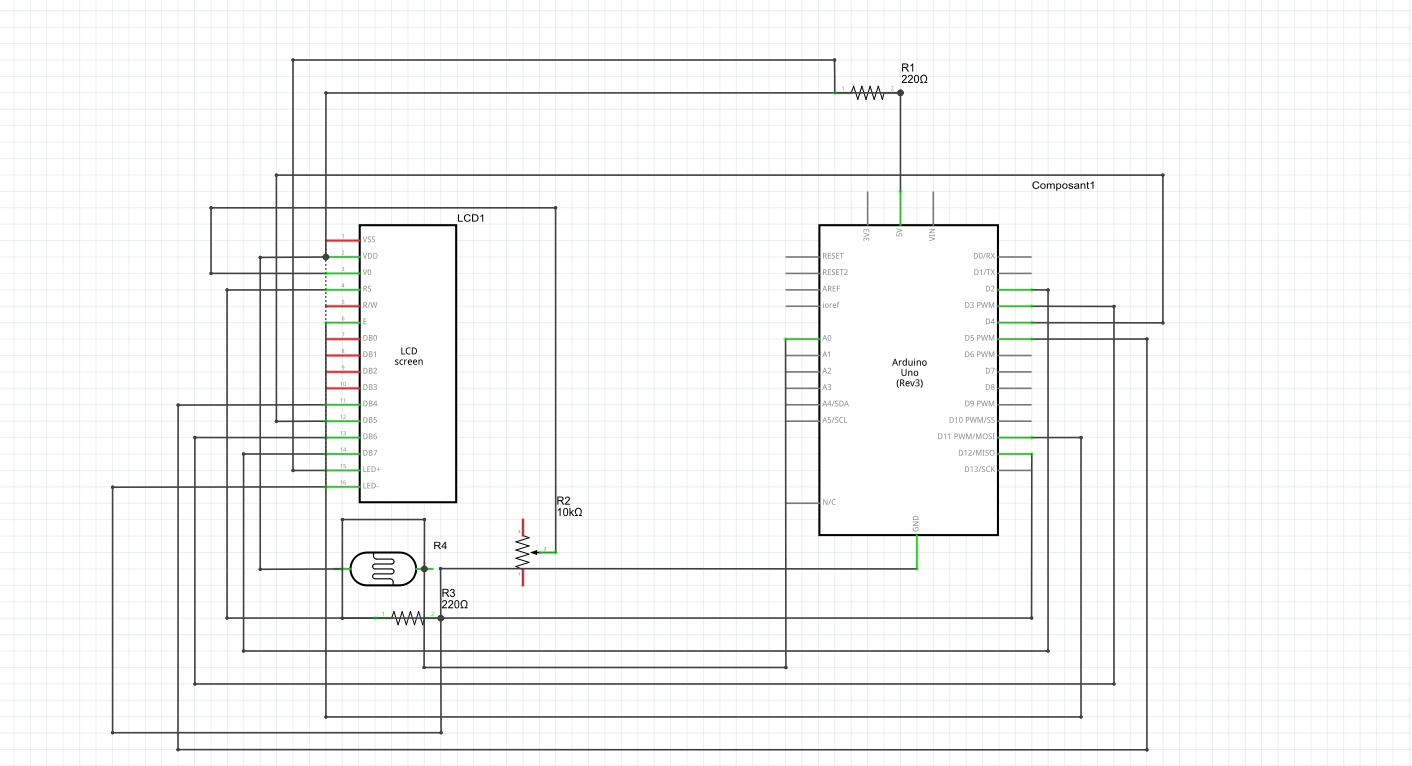 R1
220Ω
Composant1
LCD1
3V3
5V
VIN
1 VSS
2 VDD
3 V0
4 RS
5 R/W
6 E
7 DB0
8 DB1
9 DB2
10 DB3
11 DB4
12 DB5
13 DB6
14 DB7
15 LED+
16 LED-
LCD
screen
RESET
RESET2
AREF
ioref
A0
A1
A2
A3
A4/SDA
A5/SCL
N/C
Arduino
Uno
(Rev3)
D0/RX
D1/TX
D2
D3 PWM
D4
D5 PWM
D6 PWM
D7
D8
D9 PWM
D10 PWM/SS
D11 PWM/MOSI
D12/MISO
D13/SCK
GND
R2
10kΩ
R4
R3
220Ω
1
2